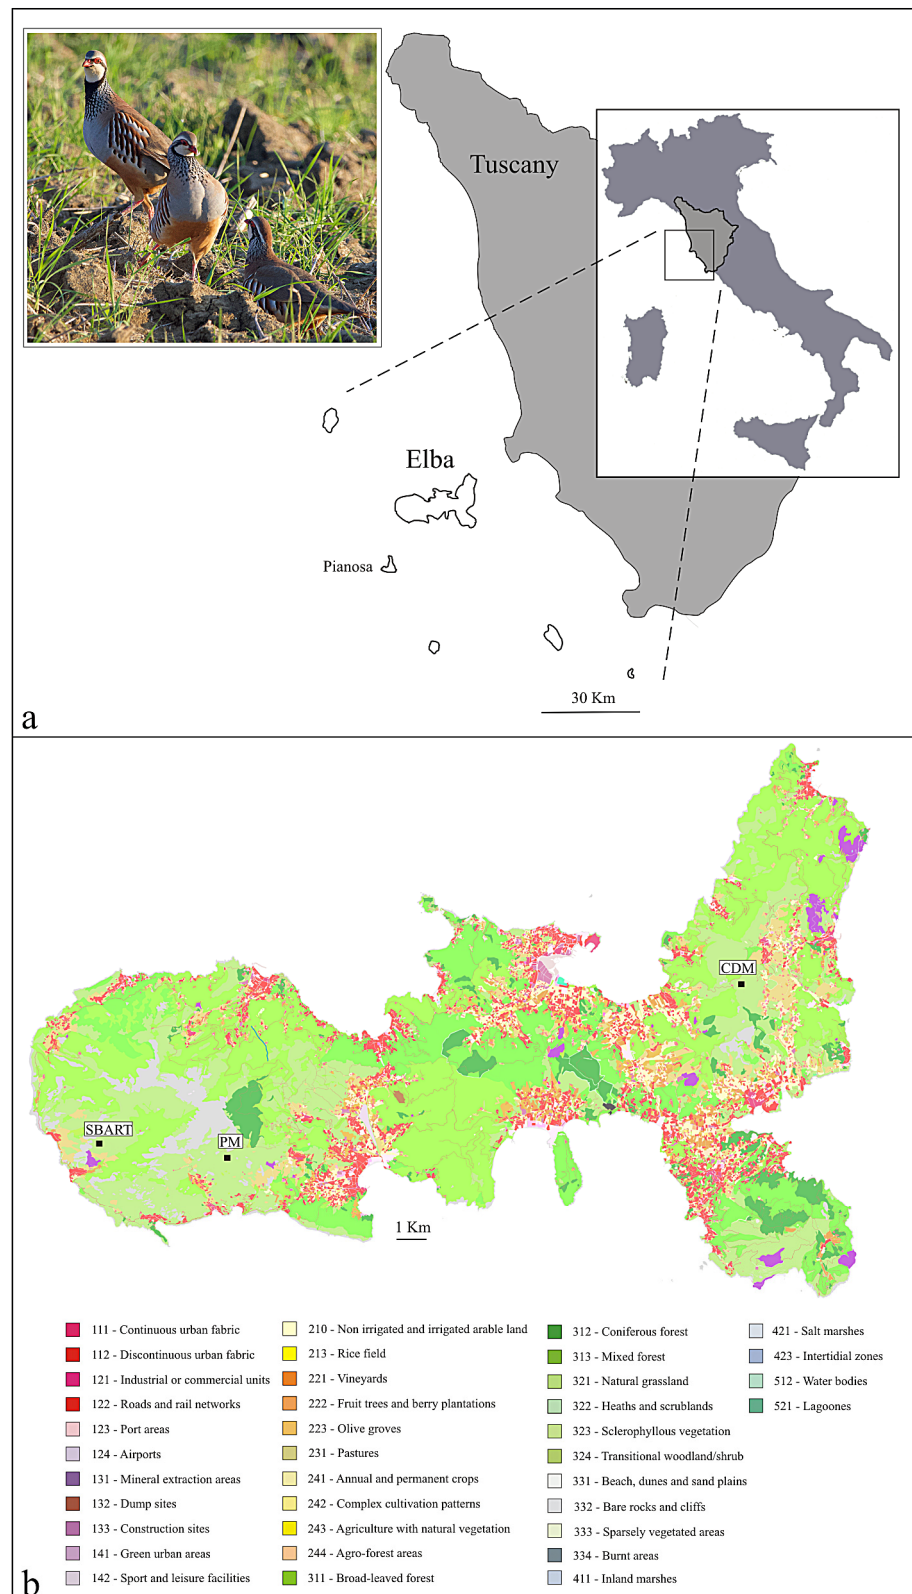 Tuscany
Elba
Pianosa
30 Km
a
CDM
SBART
PM
1 Km
111 - Continuous urban fabric
112 - Discontinuous urban fabric
121 - Industrial or commercial units
122 - Roads and rail networks
123 - Port areas
124 - Airports
131 - Mineral extraction areas
132 - Dump sites
133 - Construction sites
141 - Green urban areas
142 - Sport and leisure facilities
210 - Non irrigated and irrigated arable land
213 - Rice field
221 - Vineyards
222 - Fruit trees and berry plantations
223 - Olive groves
231 - Pastures
241 - Annual and permanent crops
242 - Complex cultivation patterns
243 - Agriculture with natural vegetation
244 - Agro-forest areas
311 - Broad-leaved forest
312 - Coniferous forest
313 - Mixed forest
321 - Natural grassland
322 - Heaths and scrublands
323 - Sclerophyllous vegetation
324 - Transitional woodland/shrub
331 - Beach, dunes and sand plains
332 - Bare rocks and cliffs
333 - Sparsely vegetated areas
334 - Burnt areas
411 - Inland marshes
421 - Salt marshes
423 - Intertidial zones
512 - Water bodies
521 - Lagoones
b